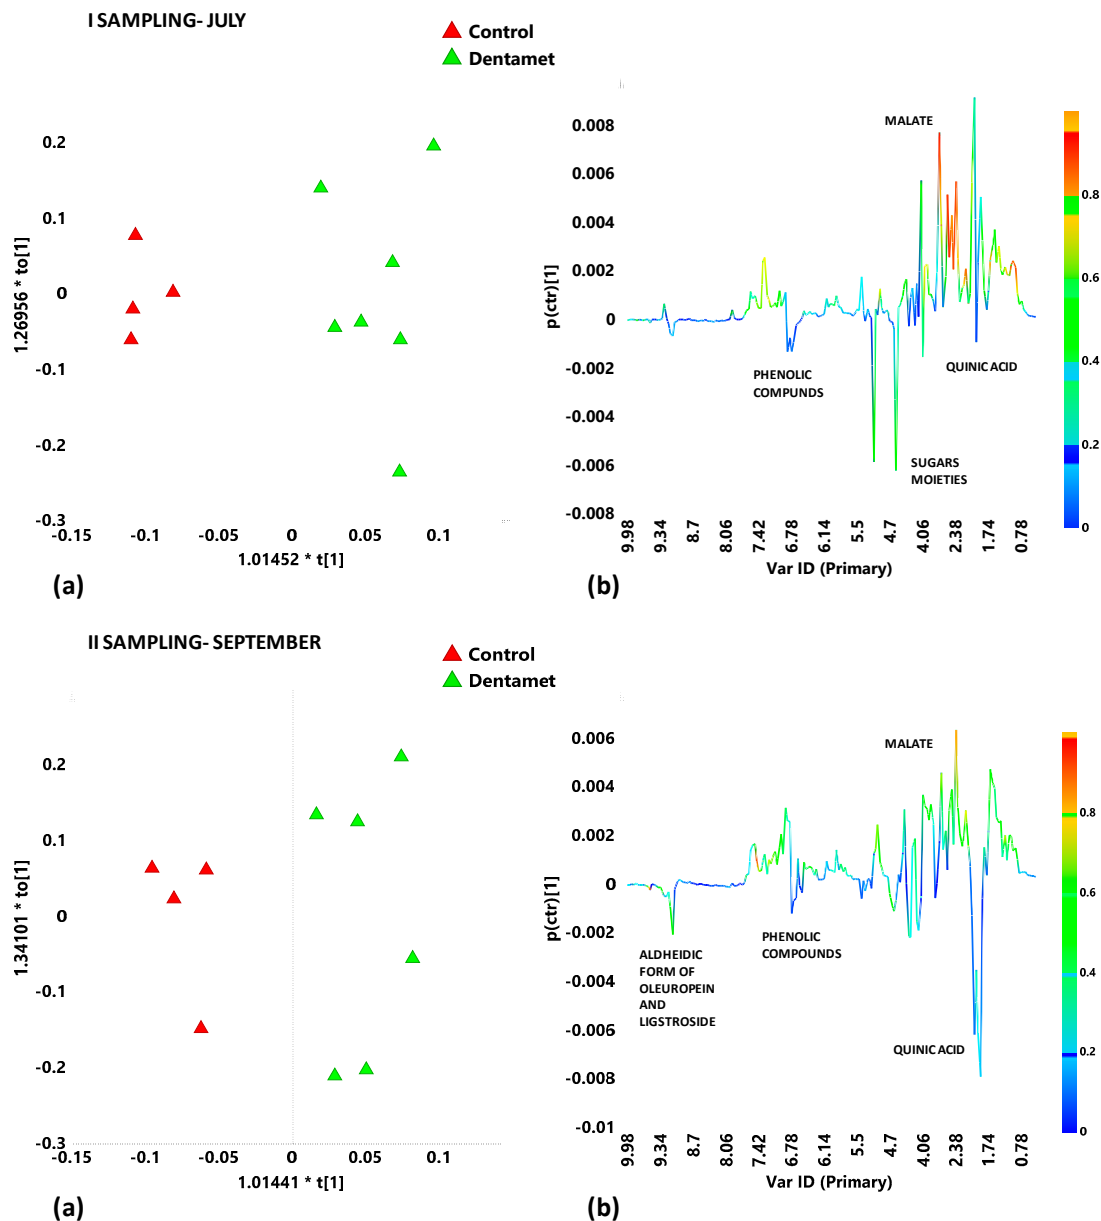 I SAMPLING- JULY
Control
Dentamet
1.26956 * to[1]
0.2
0.1
0
-0.1
-0.2
-0.3
-0.15
-0.1
-0.05
0
0.05
0.1
1.01452 * t[1]
(a)
p(ctr)[1]
0.008
0.006
0.004
0.002
0
-0.002
-0.004
-0.006
-0.008
MALATE
PHENOLIC
COMPUNDS
QUINIC ACID
SUGARS
MOIETIES
9.98
9.34
8.7
8.06
7.42
6.78
6.14
5.5
4.7
4.06
2.38
1.74
0.78
Var ID (Primary)
0.8
0.6
0.4
0.2
0
(b)
II SAMPLING- SEPTEMBER
Control
Dentamet
1.34101 * to[1]
0.2
0.1
0
-0.1
-0.2
-0.3
-0.15
-0.1
-0.05
0
0.05
0.1
1.01441 * t[1]
(a)
p(ctr)[1]
0.006
0.004
0.002
0
-0.002
-0.004
-0.006
-0.008
-0.01
MALATE
ALDHEIDIC
FORM OF
OLEUROPEIN
AND
LIGSTROSIDE
PHENOLIC
COMPOUNDS
QUINIC ACID
9.98
9.34
8.7
8.06
7.42
6.78
6.14
5.5
4.7
4.06
2.38
1.74
0.78
Var ID (Primary)
0.8
0.6
0.4
0.2
0
(b)